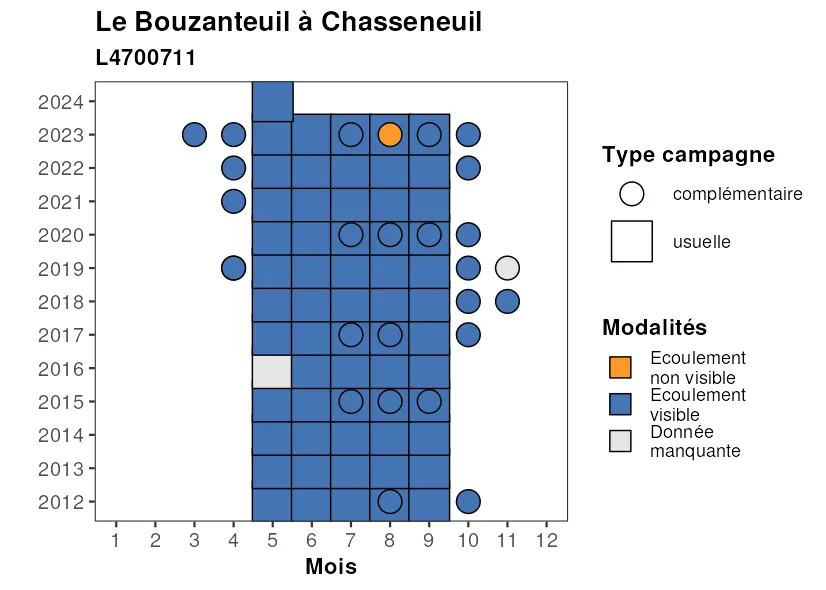 Le Bouzanteuil à Chasseneuil
L4700711
2024
2023
2022
2021
2020
2019
2018
2017
2016
2015
2014
2013
2012
1 2 3 4 5 6 7 8 9 10 11 12
Mois
Type campagne
complémentaire
usuelle
Modalités
Ecoulement
non visible
Ecoulement
visible
Donnée
manquante